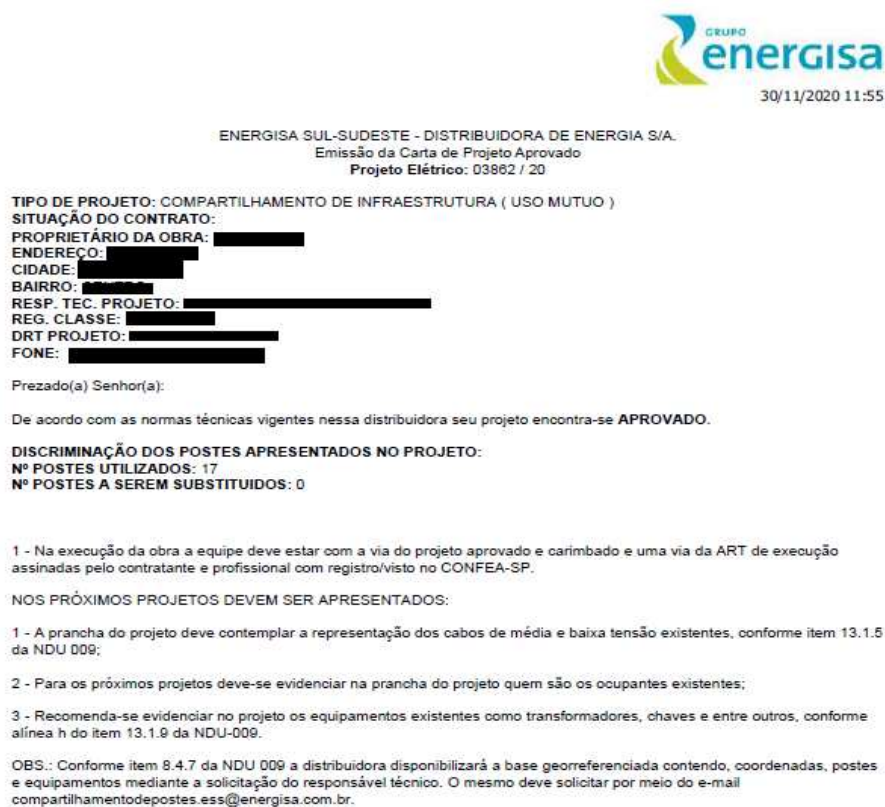 GRUPO
energisa
30/11/2020 11:55
ENERGISA SUL-SUDESTE - DISTRIBUIDORA DE ENERGIA S/A.
Emissão da Carta de Projeto Aprovado
Projeto Elétrico: 03862 / 20
TIPO DE PROJETO: COMPARTILHAMENTO DE INFRAESTRUTURA ( USO MUTUO )
SITUAÇÃO DO CONTRATO:
PROPRIETÁRIO DA OBRA:
ENDEREÇO:
CIDADE:
BAIRRO:
RESP. TEC. PROJETO:
REG. CLASSE:
DRT PROJETO:
FONE:
Prezado(a) Senhor(a):
De acordo com as normas técnicas vigentes nessa distribuidora seu projeto encontra-se APROVADO.
DISCRIMINAÇÃO DOS POSTES APRESENTADOS NO PROJETO:
Nº POSTES UTILIZADOS: 17
Nº POSTES A SEREM SUBSTITUIDOS: 0
1 - Na execução da obra a equipe deve estar com a via do projeto aprovado e carimbado e uma via da ART de execução
assinadas pelo contratante e profissional com registro/visto no CONFEA-SP.
NOS PRÓXIMOS PROJETOS DEVEM SER APRESENTADOS:
1 - A prancha do projeto deve contemplar a representação dos cabos de média e baixa tensão existentes, conforme item 13.1.5
da NDU 009;
2 - Para os próximos projetos deve-se evidenciar na prancha do projeto quem são os ocupantes existentes;
3 - Recomenda-se evidenciar no projeto os equipamentos existentes como transformadores, chaves e entre outros, conforme
alínea h do item 13.1.9 da NDU-009.
OBS.: Conforme item 8.4.7 da NDU 009 a distribuidora disponibilizará a base georreferenciada contendo, coordenadas, postes
e equipamentos mediante a solicitação do responsável técnico. O mesmo deve solicitar por meio do e-mail
compartilhamentodepostes.ess@energisa.com.br.